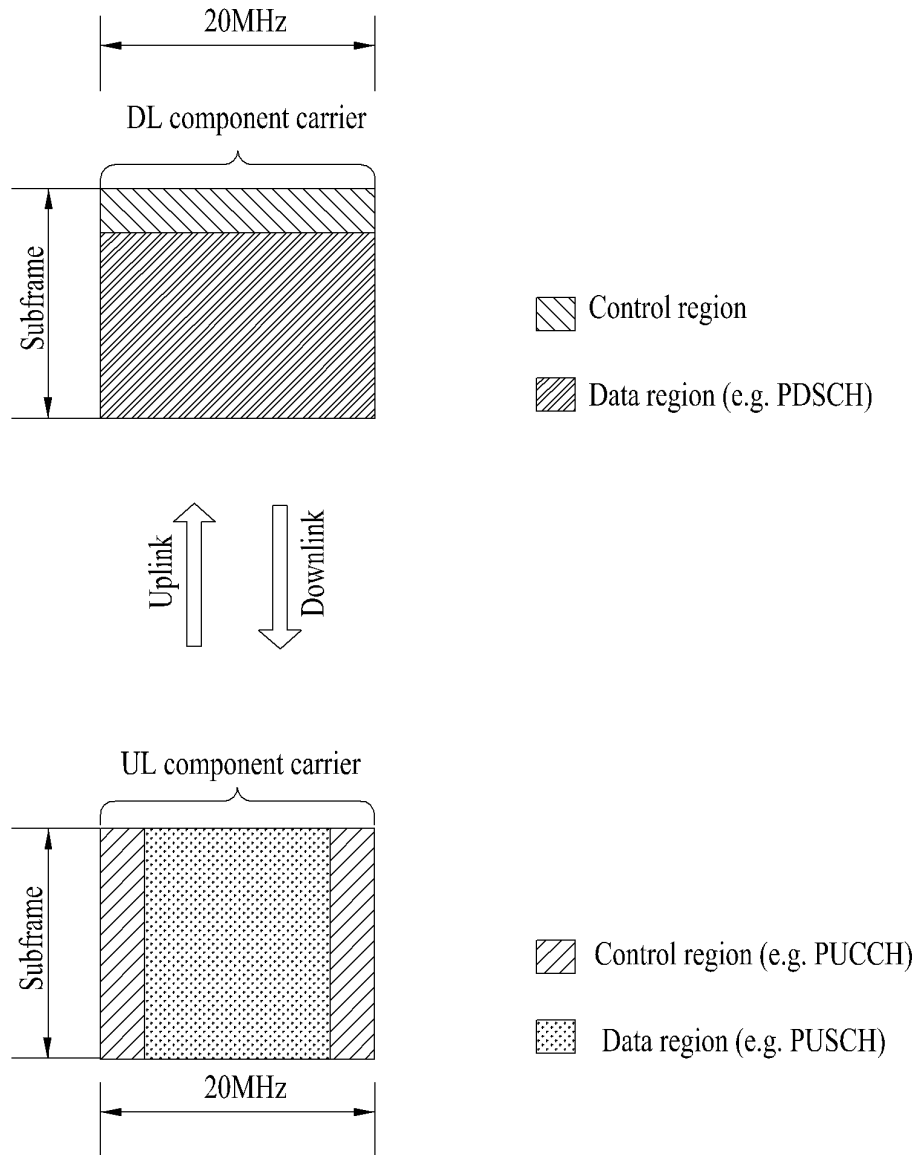 20MHz
DL component carrier
Subframe
Control region
Data region (e.g. PDSCH)
Uplink
Downlink
UL component carrier
Subframe
Control region (e.g. PUCCH)
Data region (e.g. PUSCH)
20MHz